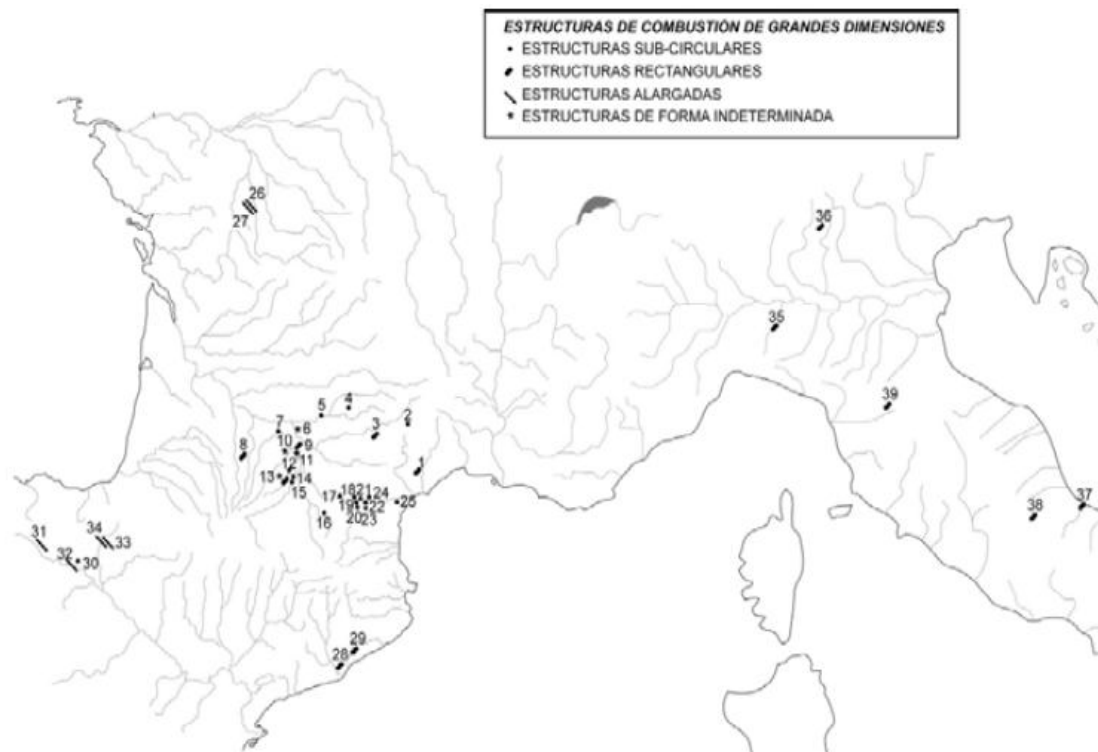 ESTRUCTURAS DE COMBUSTIÓN DE GRANDES DIMENSIONES
ESTRUCTURAS SUB-CIRCULARES
ESTRUCTURAS RECTANGULARES
ESTRUCTURAS ALARGADAS
ESTRUCTURAS DE FORMA INDETERMINADA
26
27
36
35
39
5 4
7 6 2
8 10 9 3
11
12 1
13 14
15 17 18 21 24 25
19 22
16 20 23
37
38
31 34 33
32 30
29
28